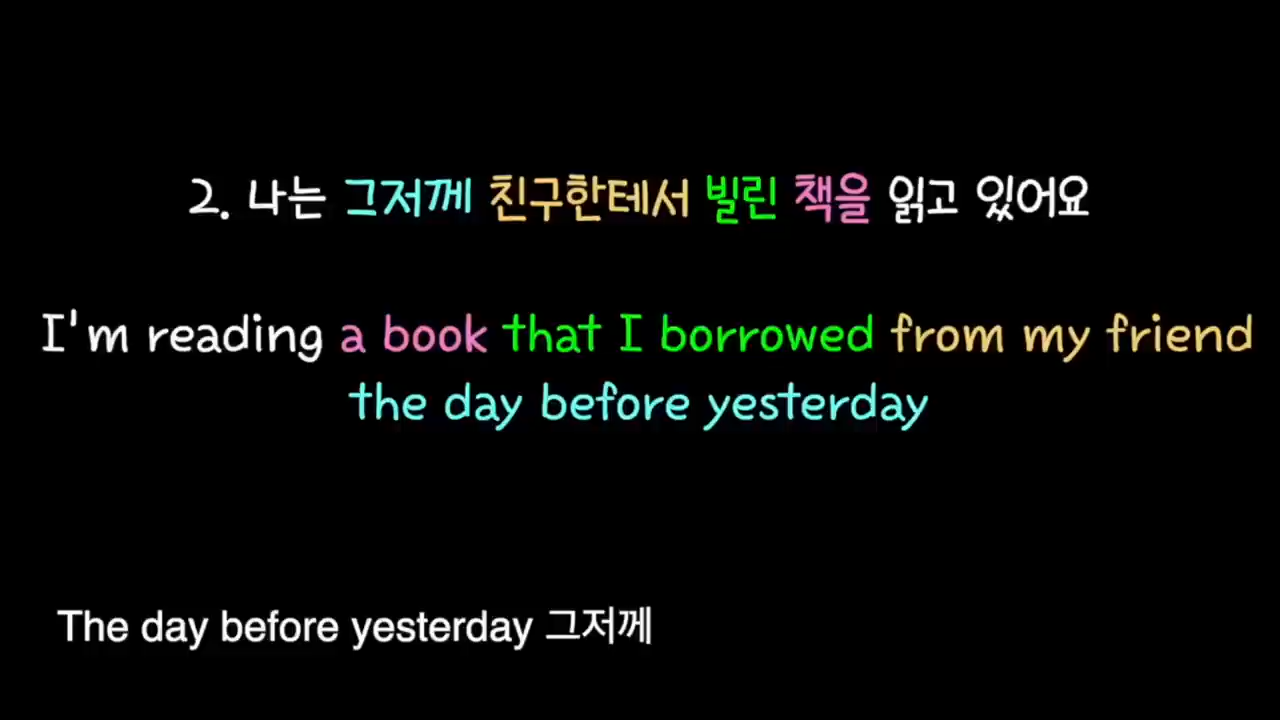 2. 나는 그저께 친구한테서 빌린 책을 읽고 있어요
I'm reading a book that I borrowed from my friend
the day before yesterday
The day before yesterday 그저께